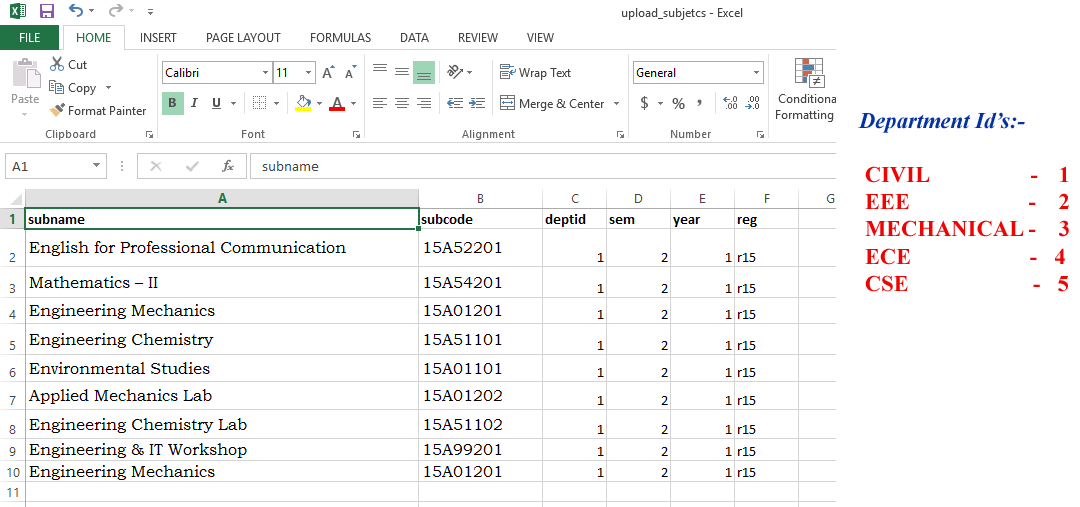 upload_subjetcs - Excel
FILE HOME INSERT PAGE LAYOUT FORMULAS DATA REVIEW VIEW
Paste
Cut
Copy
Format Painter
Clipboard
Calibri 11 A A
B I U A
Font
Wrap Text
Merge & Center
Alignment
General
$ % ,
Number
Conditiona
Formatting
A1 fx subname
A B C D E F G
1 subname subcode deptid sem year reg
2 English for Professional Communication 15A52201 1 2 1 r15
3 Mathematics – II 15A54201 1 2 1 r15
4 Engineering Mechanics 15A01201 1 2 1 r15
5 Engineering Chemistry 15A51101 1 2 1 r15
6 Environmental Studies 15A01101 1 2 1 r15
7 Applied Mechanics Lab 15A01202 1 2 1 r15
8 Engineering Chemistry Lab 15A51102 1 2 1 r15
9 Engineering & IT Workshop 15A99201 1 2 1 r15
10 Engineering Mechanics 15A01201 1 2 1 r15
11
Department Id’s:-
CIVIL - 1
EEE - 2
MECHANICAL - 3
ECE - 4
CSE - 5